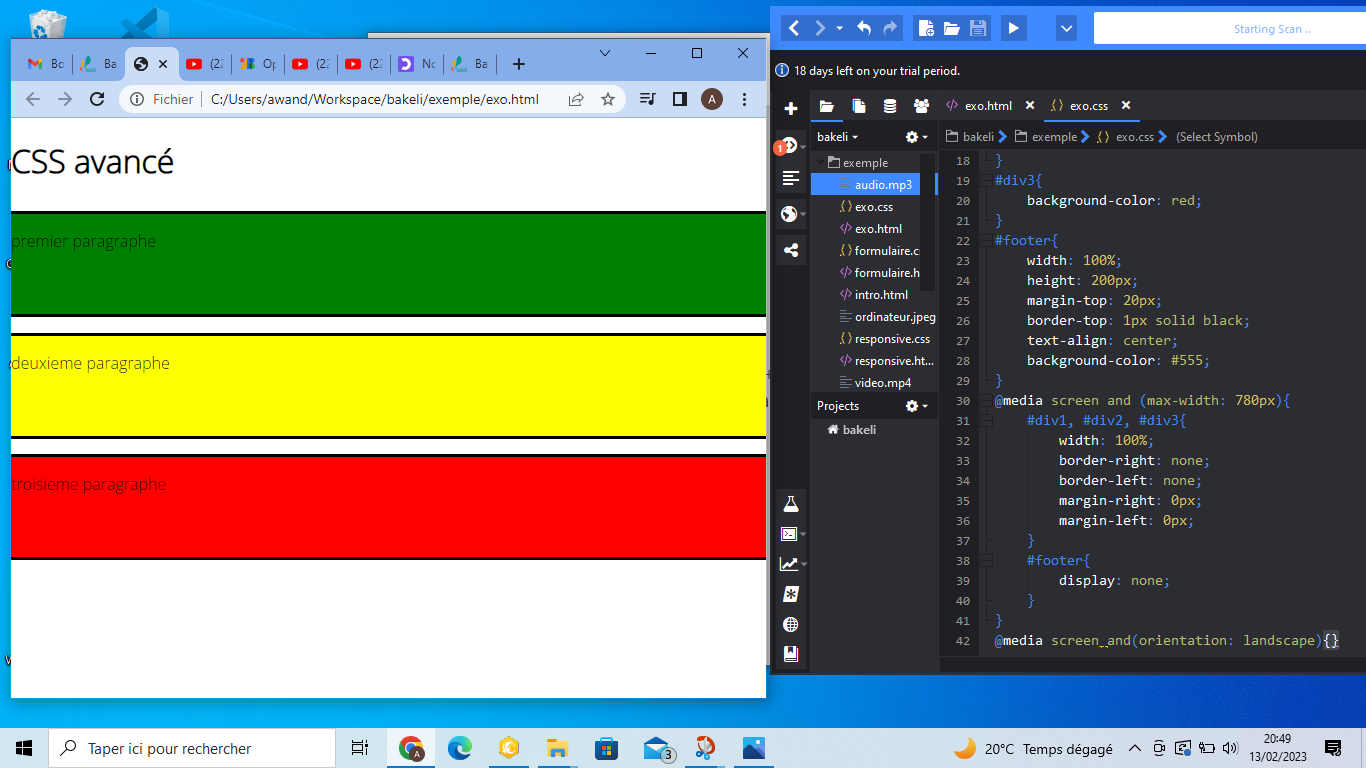 Bc
Ba
(22
Op
(22
(22
Nc
Ba
Fichier
C:/Users/awand/Workspace/bakeli/exemple/exo.html
A
CSS avancé
premier paragraphe
deuxieme paragraphe
troisieme paragraphe
Starting Scan ..
18 days left on your trial period.
exo.html
exo.css
bakeli
bakeli
exemple
exo.css
(Select Symbol)
1
exemple
audio.mp3
exo.css
exo.html
formulaire.c
formulaire.h
intro.html
ordinateur.jpeg
responsive.css
responsive.ht...
video.mp4
Projects
bakeli
18 }
19 #div3{
20 background-color: red;
21 }
22 #footer{
23 width: 100%;
24 height: 200px;
25 margin-top: 20px;
26 border-top: 1px solid black;
27 text-align: center;
28 background-color: #555;
29 }
30 @media screen and (max-width: 780px){
31 #div1, #div2, #div3{
32 width: 100%;
33 border-right: none;
34 border-left: none;
35 margin-right: 0px;
36 margin-left: 0px;
37 }
38 #footer{
39 display: none;
40 }
41 }
42 @media screen and(orientation: landscape){}
Taper ici pour rechercher
A
3
20°C Temps dégagé
20:49
13/02/2023